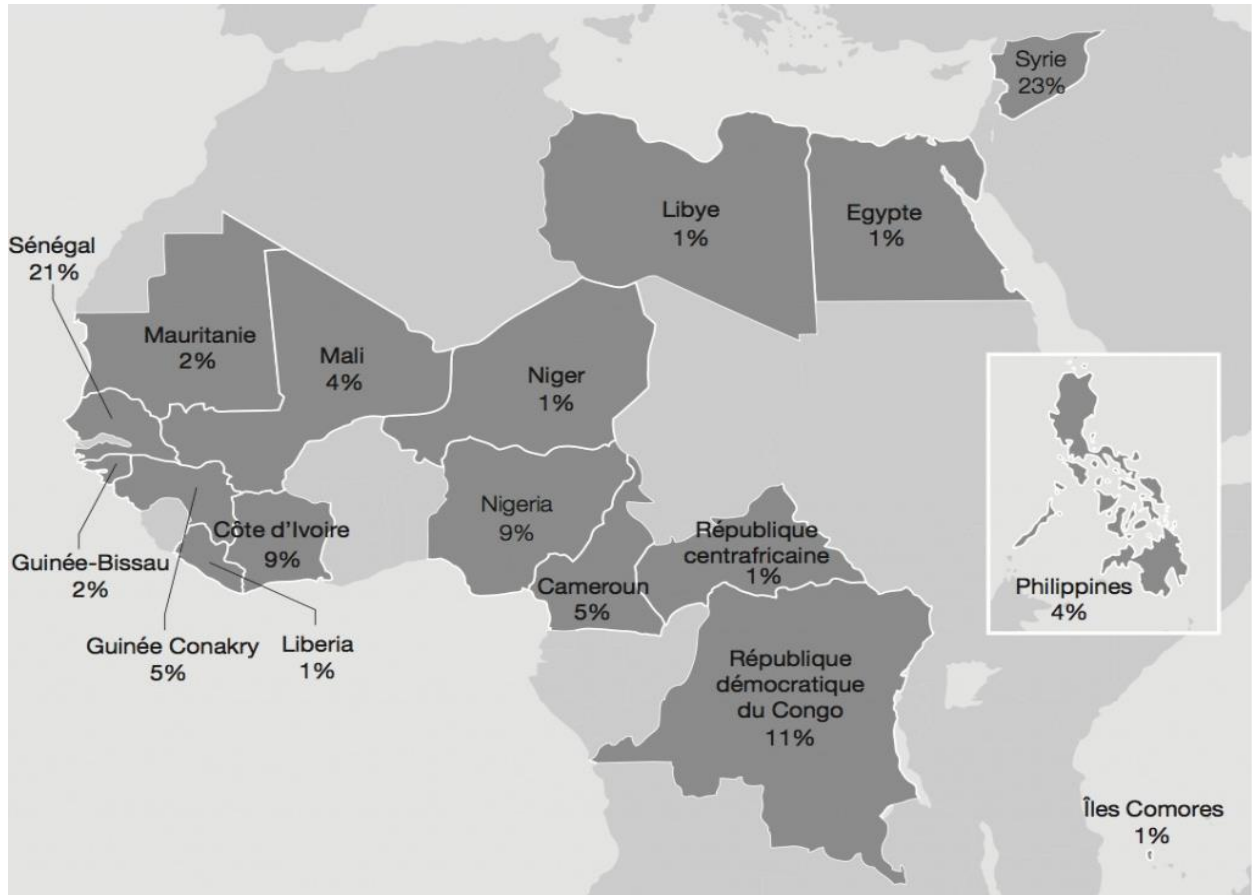 Syrie
23%
Libye
1%
Egypte
1%
Sénégal
21%
Mauritanie
2%
Mali
4%
Niger
1%
Nigeria
9%
Côte d'Ivoire
9%
République
centrafricaine
1%
Guinée-Bissau
2%
Cameroun
5%
Philippines
4%
Guinée Conakry
5%
Liberia
1%
République
démocratique
du Congo
11%
Îles Comores
1%